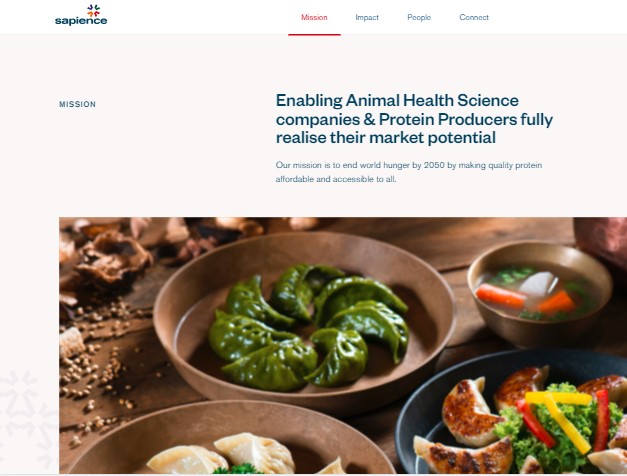 sapience
Mission
Impact
People
Connect
MISSION
Enabling Animal Health Science
companies & Protein Producers fully
realise their market potential
Our mission is to end world hunger by 2050 by making quality protein
affordable and accessible to all.